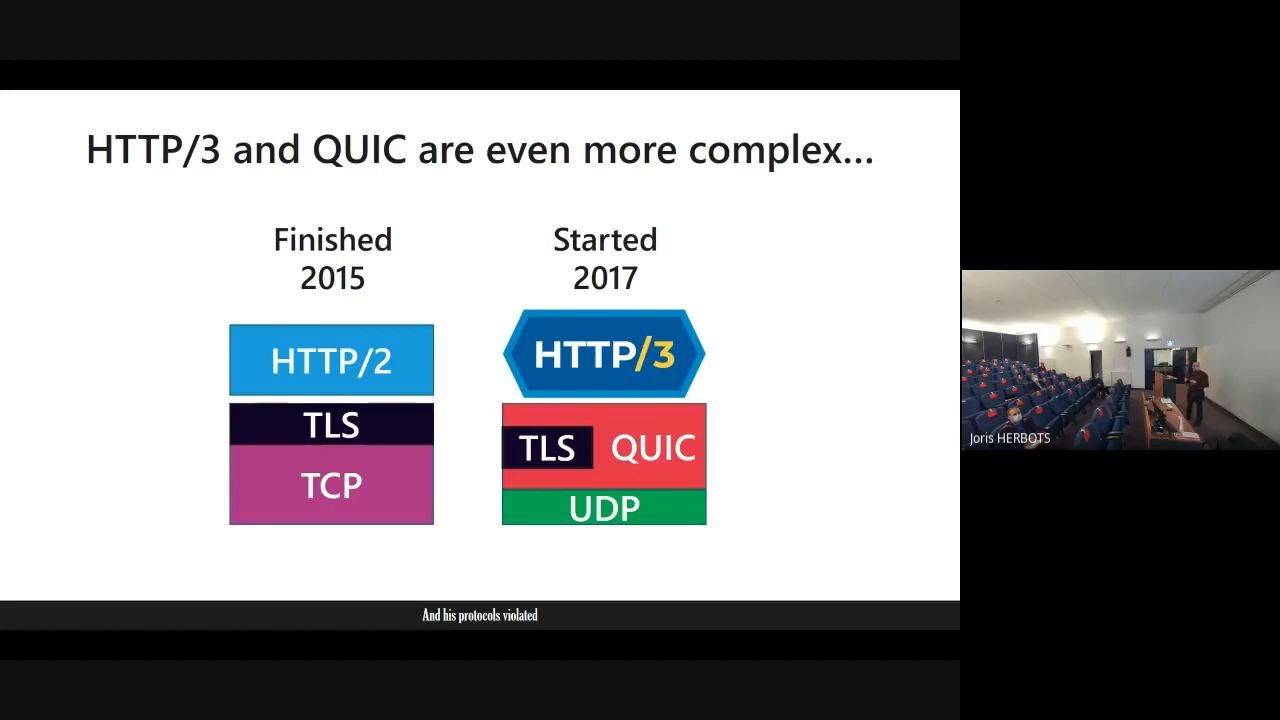 HTTP/3 and QUIC are even more complex...
Finished
2015
Started
2017
HTTP/2
TLS
TCP
HTTP/3
TLS QUIC
UDP
And his protocols violated
Joris HERBOTS